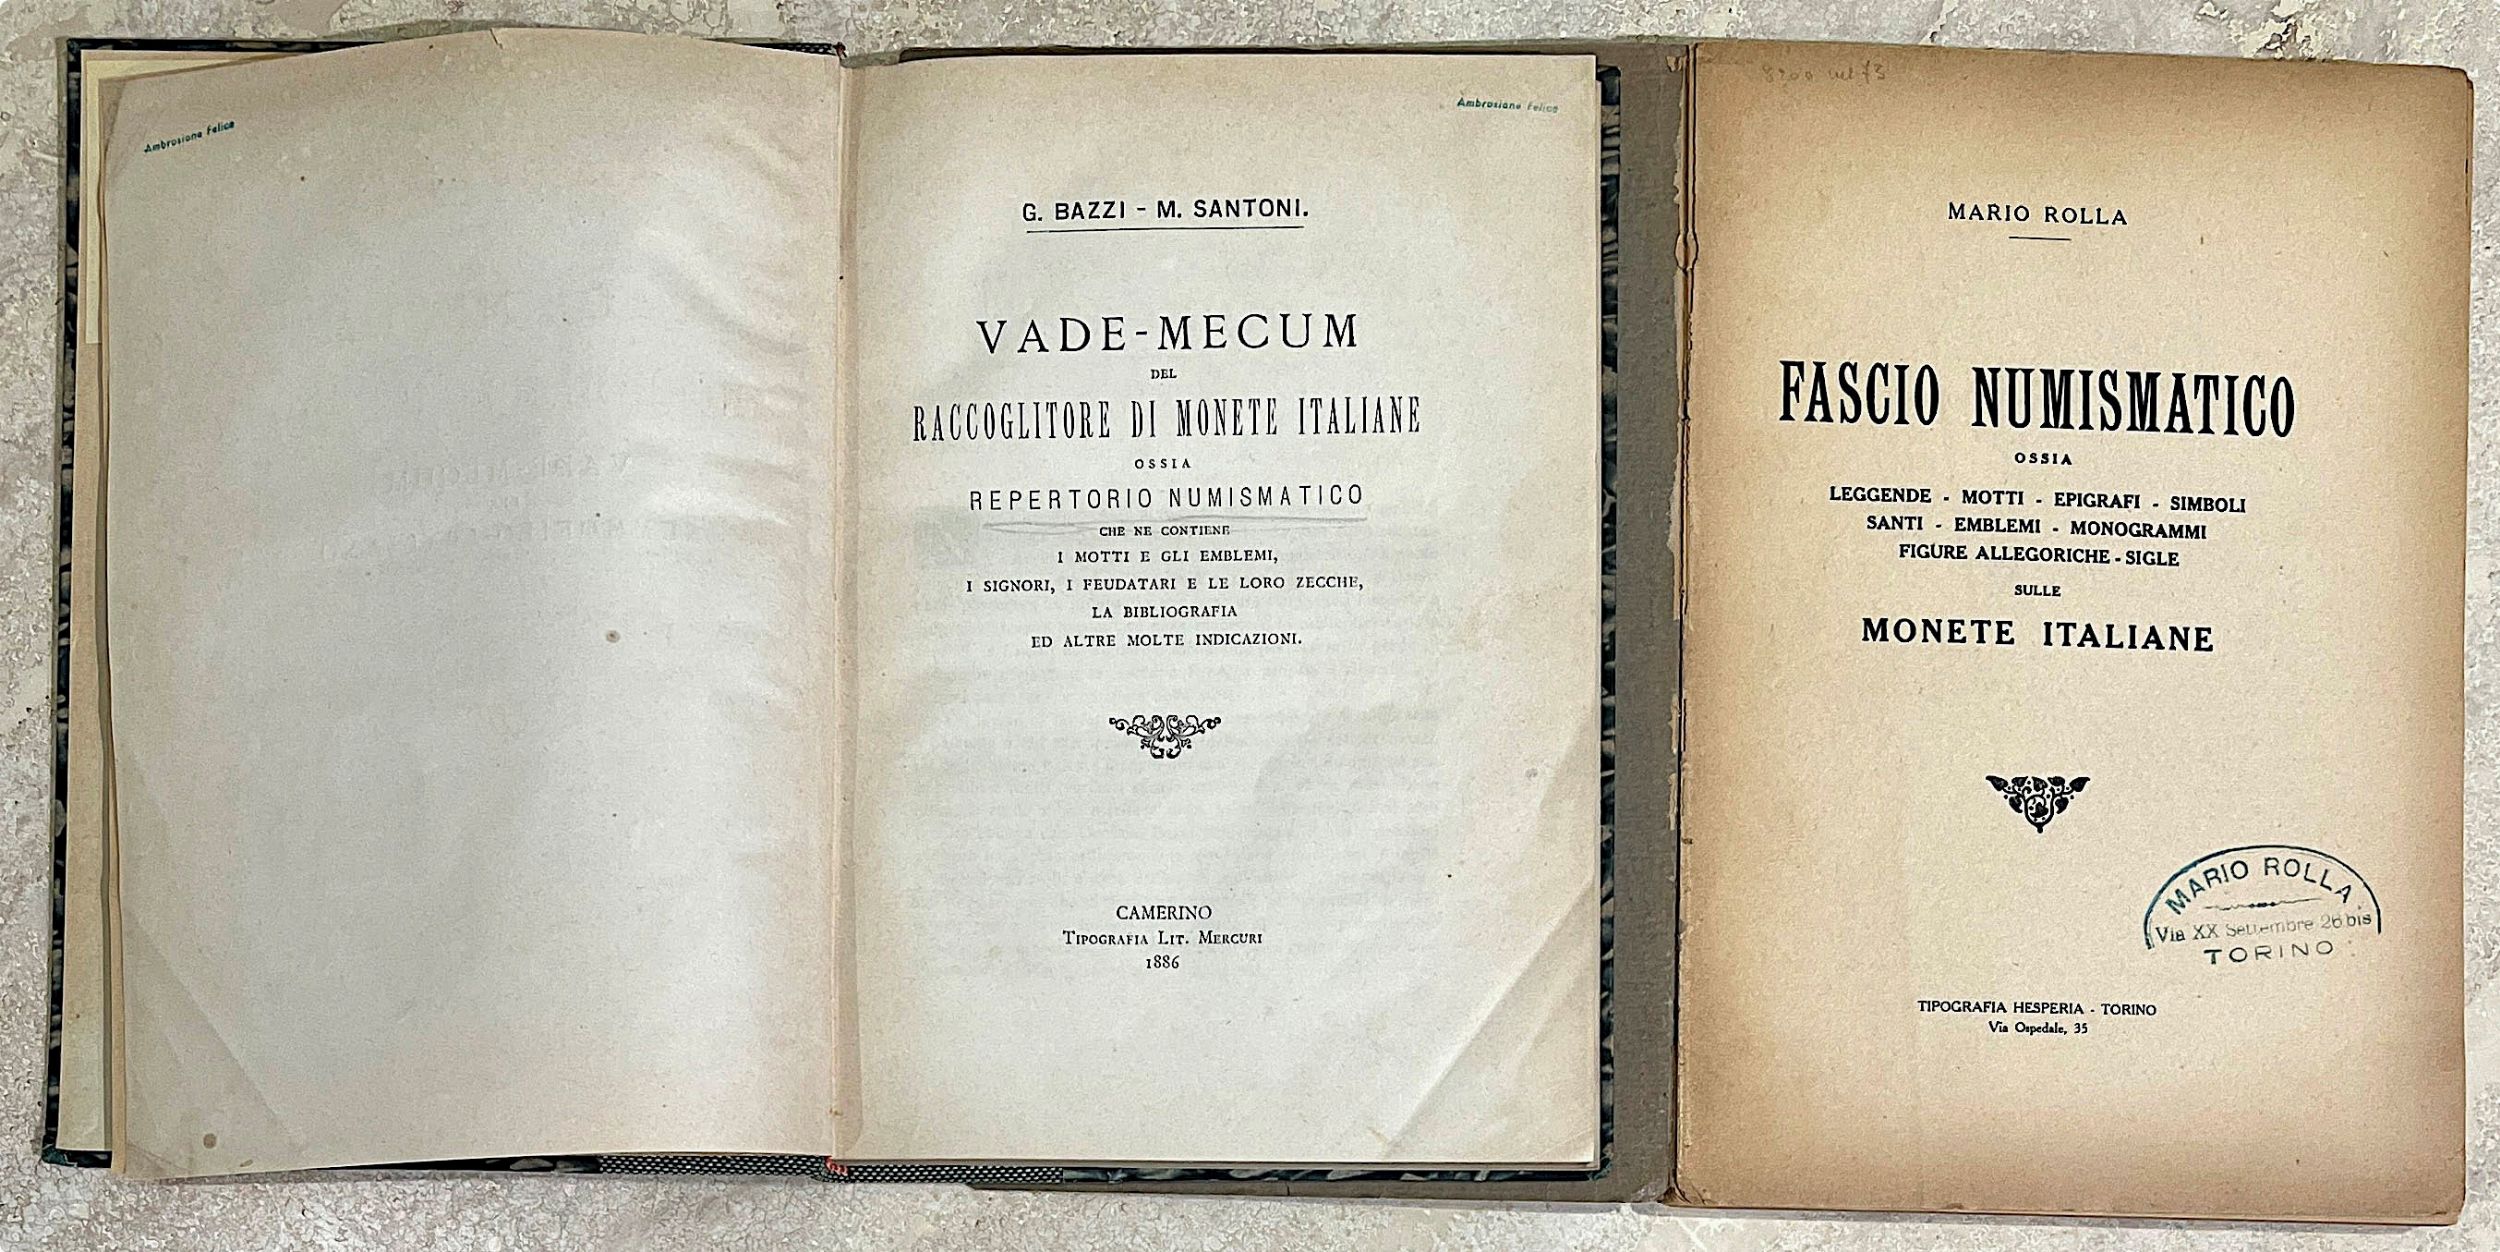 Ambrosiano Felice
Ambrosiano Felice
G. BAZZI - M. SANTONI.
VADE-MECUM
DEL
RACCOGLITORE DI MONETE ITALIANE
OSSIA
REPERTORIO NUMISMATICO
CHE NE CONTIENE
I MOTTI E GLI EMBLEMI,
I SIGNORI, I FEUDATARI E LE LORO ZECCHE,
LA BIBLIOGRAFIA
ED ALTRE MOLTE INDICAZIONI.
CAMERINO
TIPOGRAFIA LIT. MERCURI
1886
MARIO ROLLA
FASCIO NUMISMATICO
OSSIA
LEGGENDE - MOTTI - EPIGRAFI - SIMBOLI
SANTI - EMBLEMI - MONOGRAMMI
FIGURE ALLEGORICHE - SIGLE
SULLE
MONETE ITALIANE
MARIO ROLLA
Via XX Settembre 26 bis
TORINO
TIPOGRAFIA HESPERIA - TORINO
Via Ospedale, 35